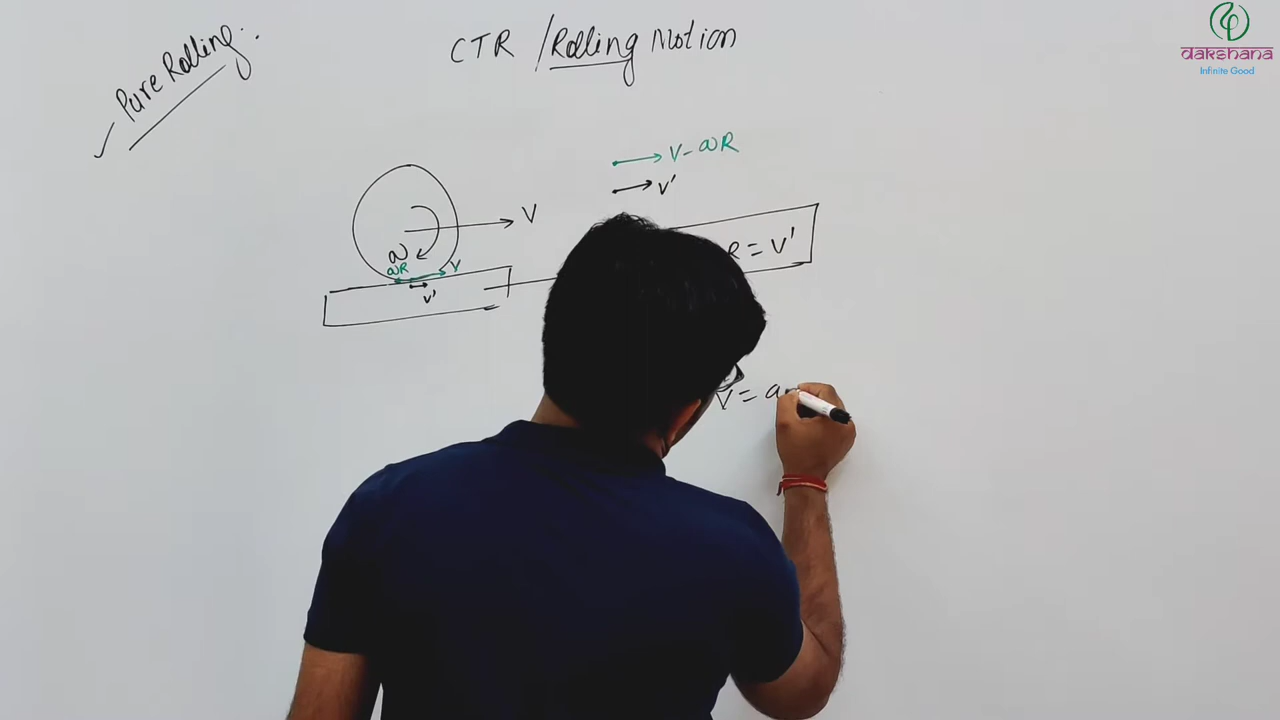 CTR / Rolling Motion
Pure Rolling:
V - ωR
v'
V
ω
ωR V
v'
R = v'
V =
dakshana
Infinite Good